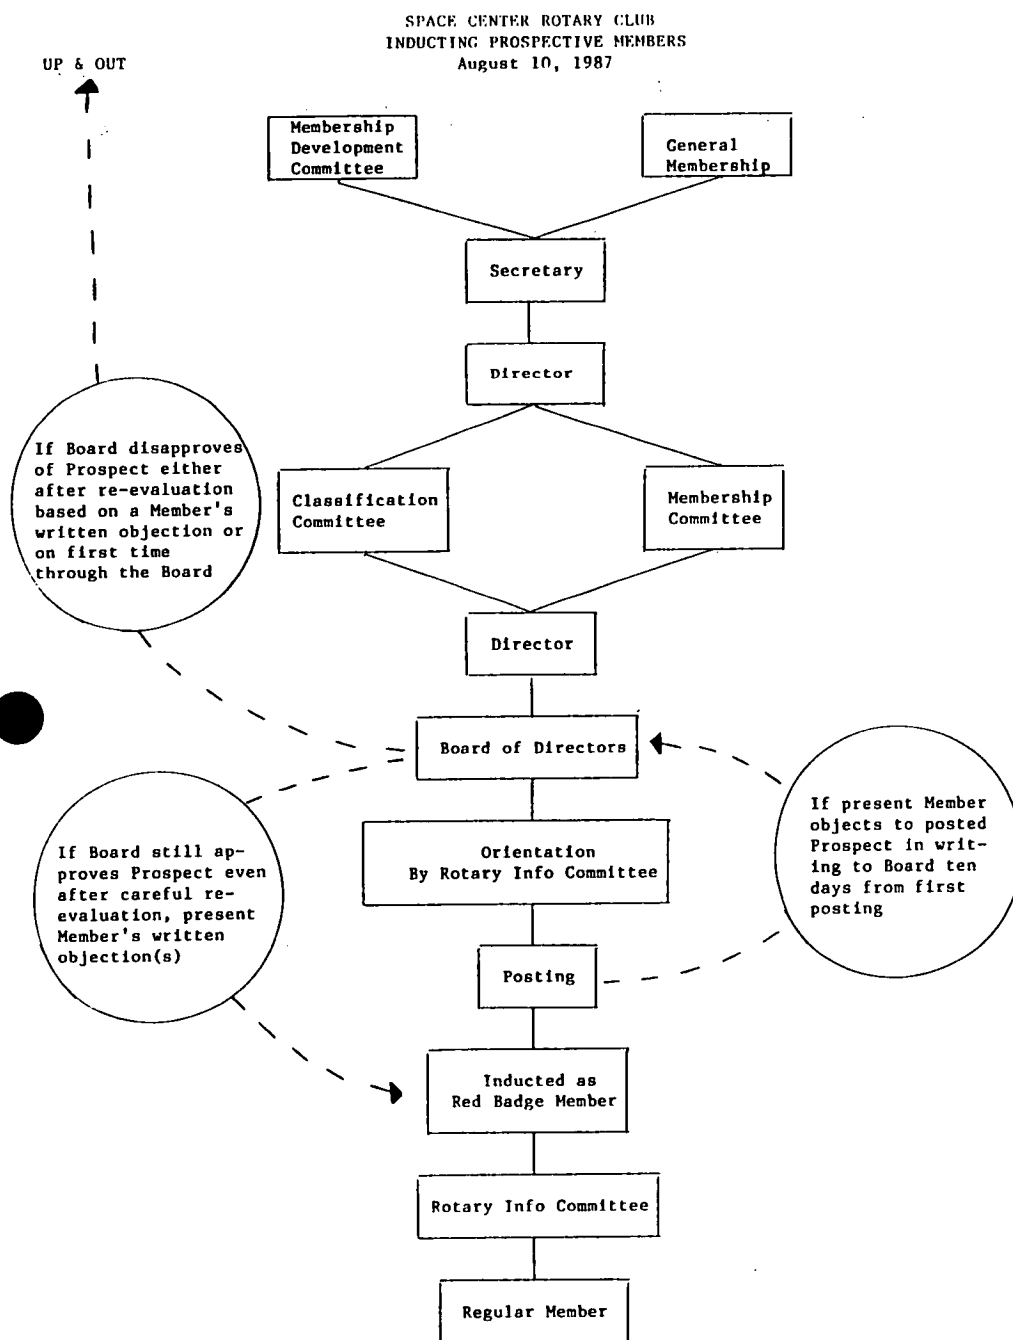 SPACE CENTER ROTARY CLUB
INDUCTING PROSPECTIVE MEMBERS
August 10, 1987
UP & OUT
Membership
Development
Committee
General
Membership
Secretary
Director
If Board disapproves
of Prospect either
after re-evaluation
based on a Member's
written objection or
on first time
through the Board
Classification
Committee
Membership
Committee
Director
Board of Directors
If present Member
objects to posted
Prospect in writ-
ing to Board ten
days from first
posting
If Board still ap-
proves Prospect even
after careful re-
evaluation, present
Member's written
objection(s)
Orientation
By Rotary Info Committee
Posting
Inducted as
Red Badge Member
Rotary Info Committee
Regular Member